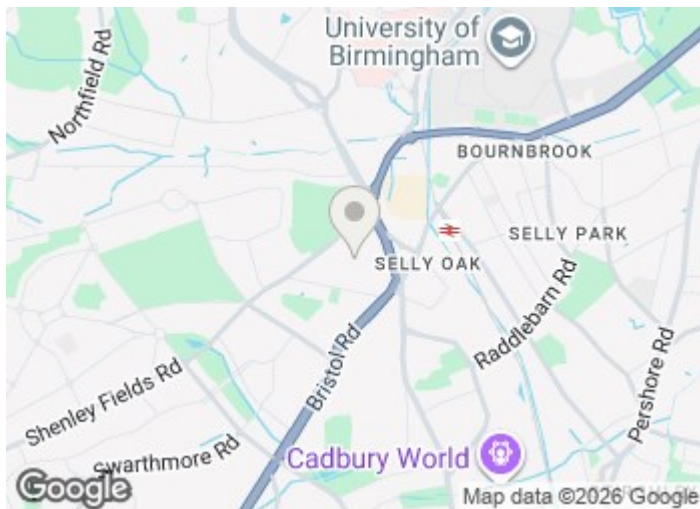 University of
Birmingham
Northfield Rd
BOURNBROOK
SELLY PARK
SELLY OAK
Raddlebarn Rd
Bristol Rd
Pershore Rd
Shenley Fields Rd
Swarthmore Rd
Cadbury World
Google
Map data ©2026 Google